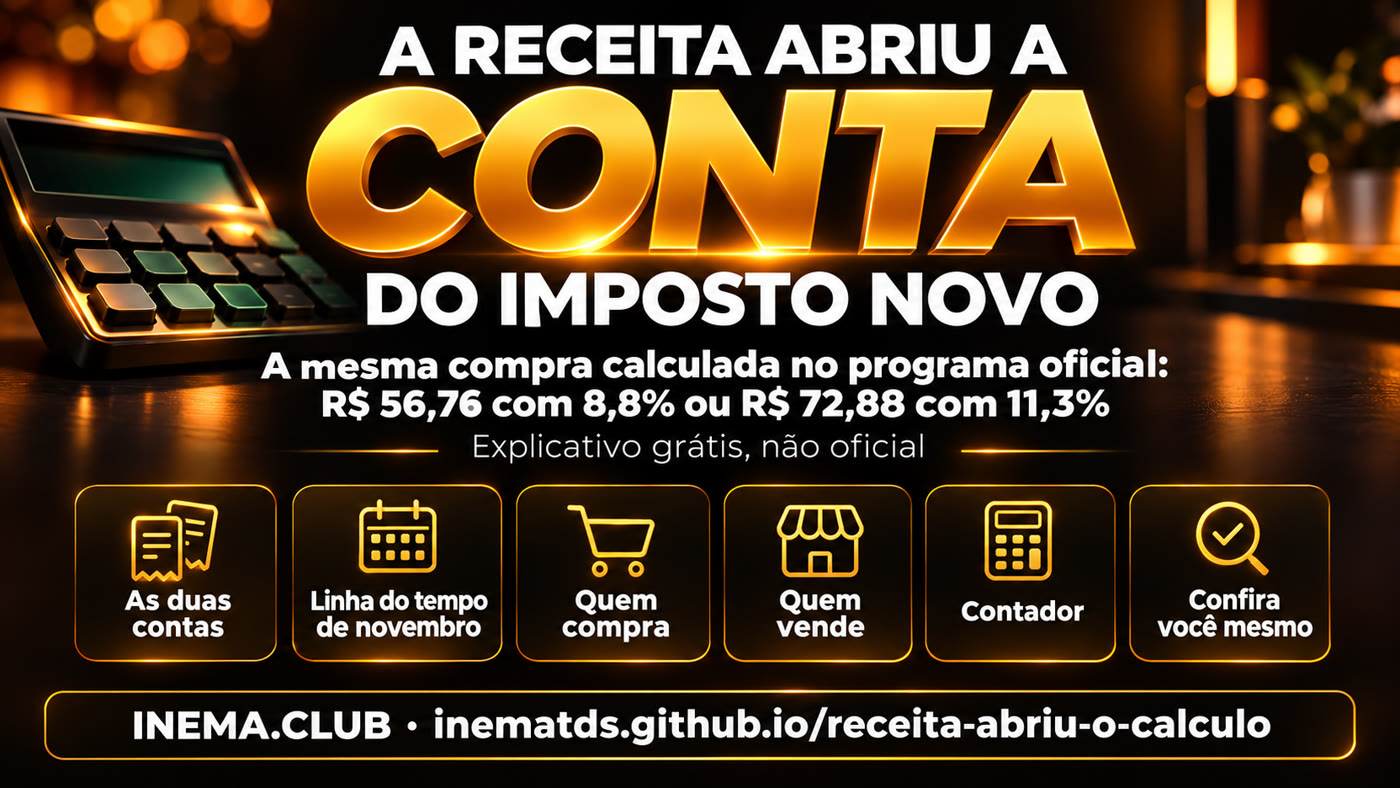 A RECEITA ABRIU A
CONTA
DO IMPOSTO NOVO
A mesma compra calculada no programa oficial:
R$ 56,76 com 8,8% ou R$ 72,88 com 11,3%
Explicativo grátis, não oficial
As duas
contas
Linha do tempo
de novembro
Quem
compra
Quem
vende
Contador
Confira
você mesmo
INEMA.CLUB • inematds.github.io/receita-abriu-o-calculo